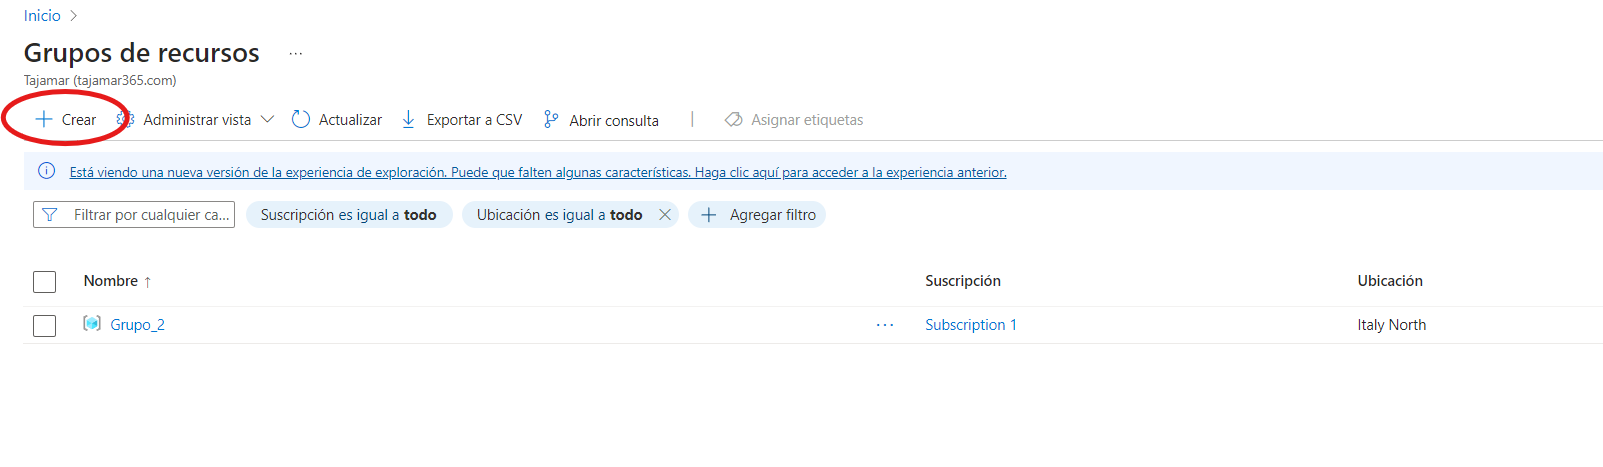 Inicio
Grupos de recursos ...
Tajamar (tajamar365.com)
Crear Administrar vista Actualizar Exportar a CSV Abrir consulta | Asignar etiquetas
Está viendo una nueva versión de la experiencia de exploración. Puede que falten algunas características. Haga clic aquí para acceder a la experiencia anterior.
Filtrar por cualquier ca... Suscripción es igual a todo Ubicación es igual a todo Agregar filtro
Nombre ↑ Suscripción Ubicación
Grupo_2 ... Subscription 1 Italy North